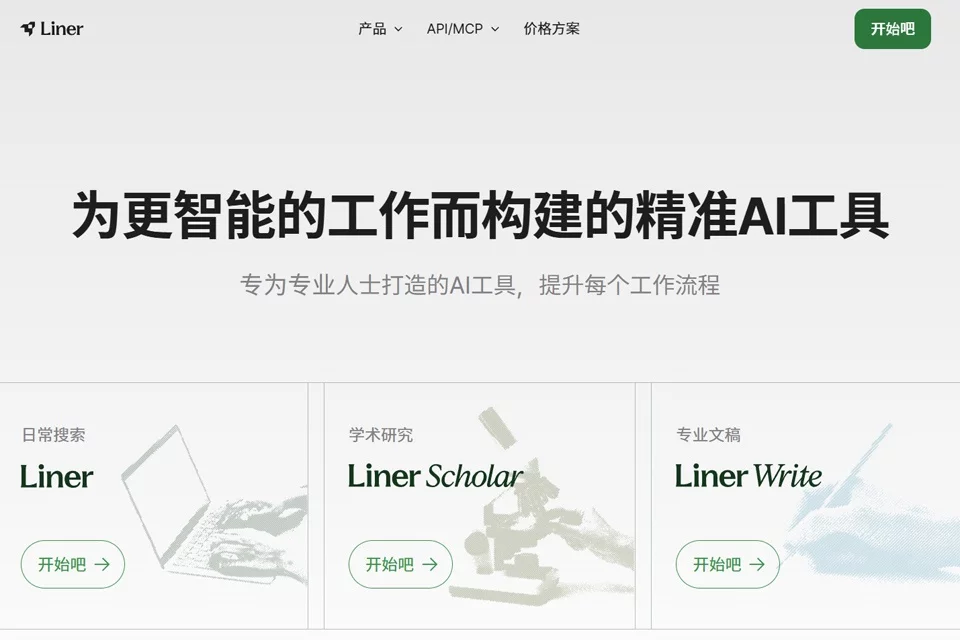 Liner
产品
API/MCP
价格方案
开始吧
为更智能的工作而构建的精准AI工具
专为专业人士打造的AI工具，提升每个工作流程
日常搜索
Liner
开始吧
学术研究
Liner Scholar
开始吧
专业文稿
Liner Write
开始吧